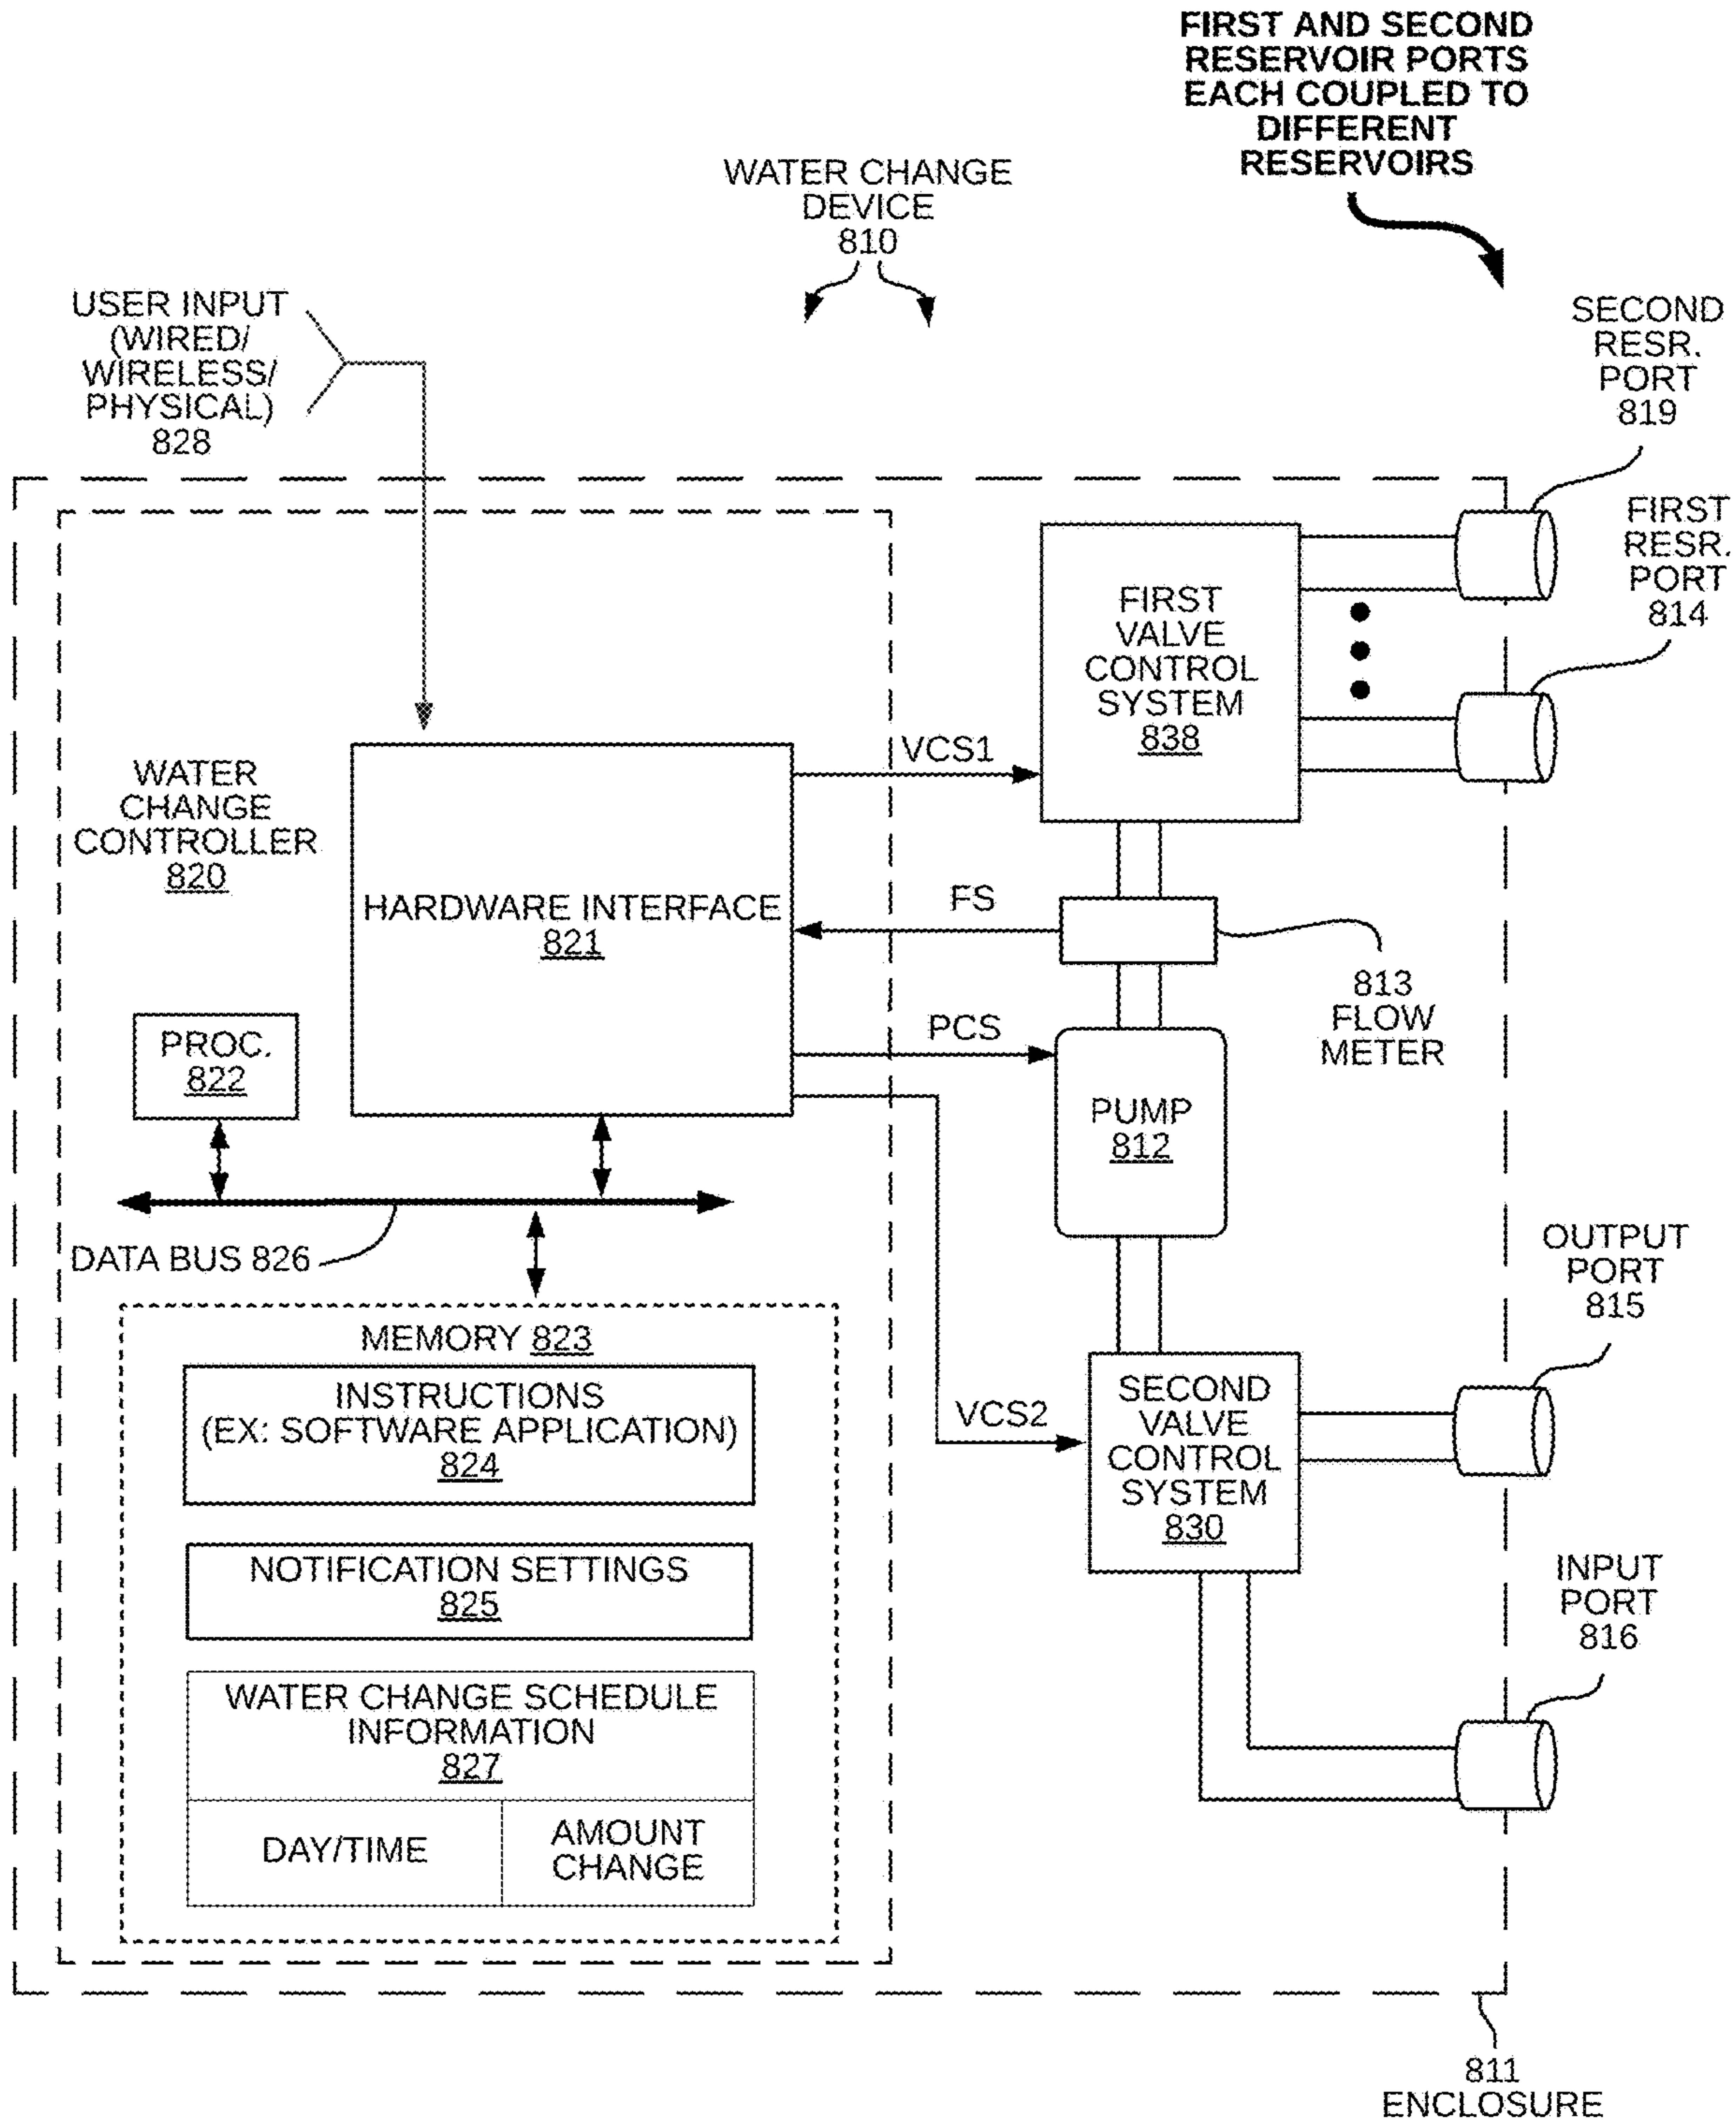 FIRST AND SECOND
RESERVOIR PORTS
EACH COUPLED TO
DIFFERENT
RESERVOIRS
WATER CHANGE
DEVICE
810
USER INPUT
(WIRED/
WIRELESS/
PHYSICAL)
828
SECOND
RESR.
PORT
819
FIRST
RESR.
PORT
814
FIRST
VALVE
CONTROL
SYSTEM
838
VCS1
WATER
CHANGE
CONTROLLER
820
HARDWARE INTERFACE
821
FS
813
FLOW
METER
PCS
PROC.
822
PUMP
812
DATA BUS 826
OUTPUT
PORT
815
MEMORY 823
INSTRUCTIONS
(EX: SOFTWARE APPLICATION)
824
VCS2
SECOND
VALVE
CONTROL
SYSTEM
830
NOTIFICATION SETTINGS
825
INPUT
PORT
816
WATER CHANGE SCHEDULE
INFORMATION
827
DAY/TIME
AMOUNT
CHANGE
811
ENCLOSURE